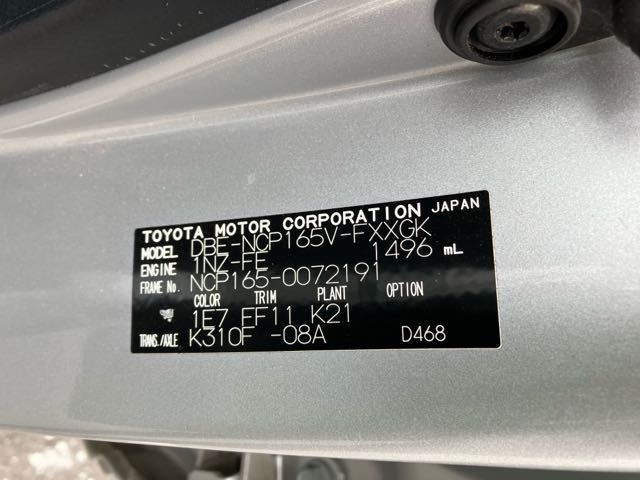 TOYOTA MOTOR CORPORATION JAPAN
MODEL DBE-NCP165V-FXXGK
ENGINE 1NZ-FE 1496 mL
FRAME No. NCP165-0072191
COLOR TRIM PLANT OPTION
1E7 FF11 K21
TRANS./AXLE K310F -08A D468